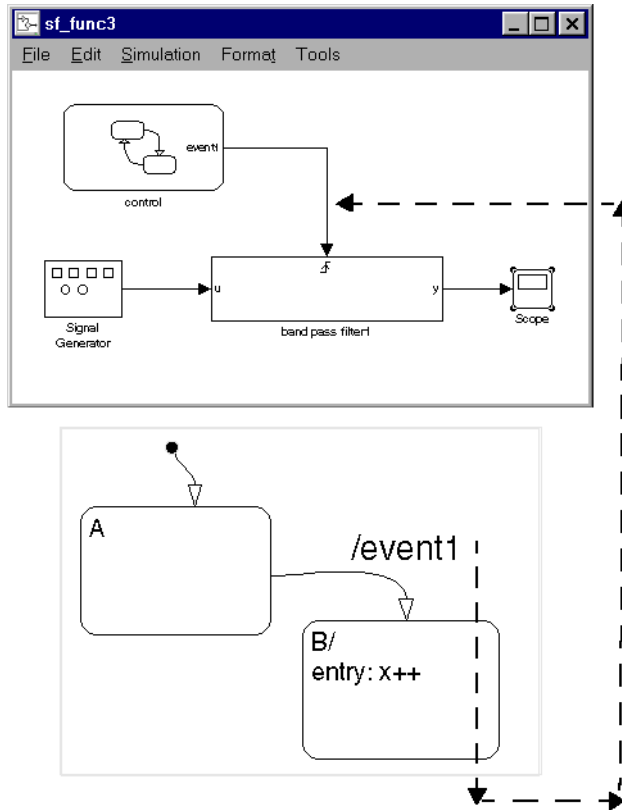 sf_func3
File Edit Simulation Format Tools
event1
control
u
y
Signal
Generator
band pass filter1
Scope
A
/event1
B/
entry: x++